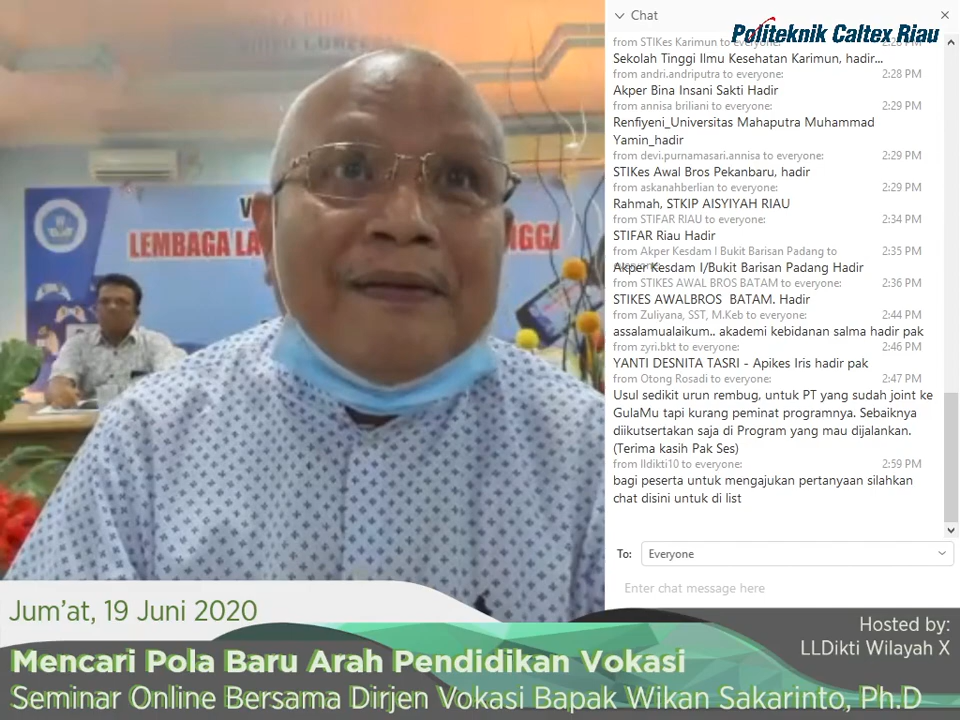 Chat
Politeknik Caltex Riau
from STIKes Karimun to everyone: 2:28 PM
Sekolah Tinggi Ilmu Kesehatan Karimun, hadir...
from andri.andriputra to everyone: 2:28 PM
Akper Bina Insani Sakti Hadir
from annisa briliani to everyone: 2:29 PM
Renfiyeni_Universitas Mahaputra Muhammad
Yamin_hadir
from devi.purnamasari.annisa to everyone: 2:29 PM
STIKes Awal Bros Pekanbaru, hadir
from askanahberlian to everyone: 2:29 PM
Rahmah, STKIP AISYIYAH RIAU
from STIFAR RIAU to everyone: 2:34 PM
STIFAR Riau Hadir
from Akper Kesdam I Bukit Barisan Padang to 2:35 PM
everyone:
Akper Kesdam I/Bukit Barisan Padang Hadir
from STIKES AWAL BROS BATAM to everyone: 2:36 PM
STIKES AWALBROS BATAM. Hadir
from Zuliyana, SST, M.Keb to everyone: 2:44 PM
assalamualaikum.. akademi kebidanan salma hadir pak
from zyri.bkt to everyone: 2:46 PM
YANTI DESNITA TASRI - Apikes Iris hadir pak
from Otong Rosadi to everyone: 2:47 PM
Usul sedikit urun rembug, untuk PT yang sudah joint ke
GulaMu tapi kurang peminat programnya. Sebaiknya
diikutsertakan saja di Program yang mau dijalankan.
(Terima kasih Pak Ses)
from lldikti10 to everyone: 2:59 PM
bagi peserta untuk mengajukan pertanyaan silahkan
chat disini untuk di list
To: Everyone
Enter chat message here
LEMBAGA LA
Jum'at, 19 Juni 2020
Hosted by:
LLDikti Wilayah X
Mencari Pola Baru Arah Pendidikan Vokasi
Seminar Online Bersama Dirjen Vokasi Bapak Wikan Sakarinto, Ph.D